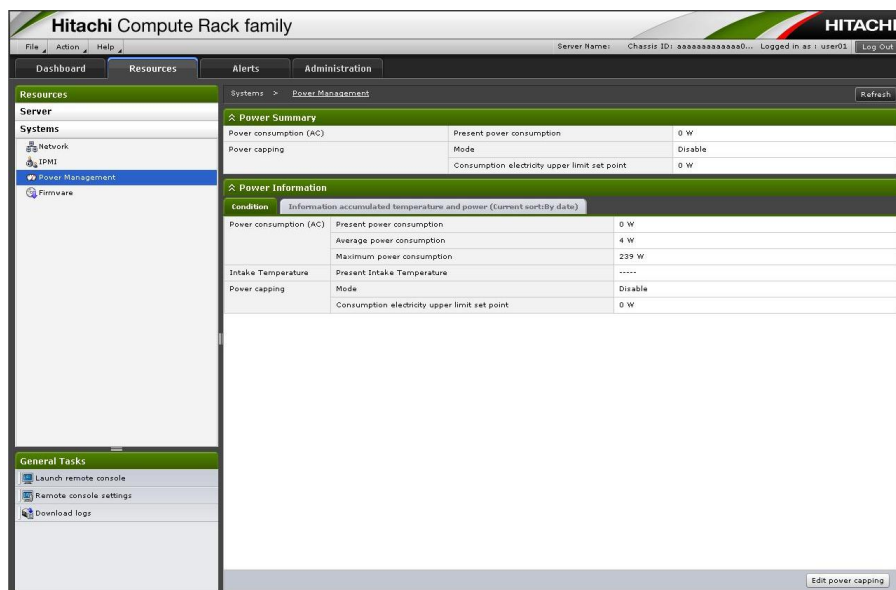 Hitachi Compute Rack family
HITACHI
File Action Help Server Name: Chassis ID: aaaaaaaaaaaaa0... Logged in as : user01 Log Out
Dashboard Resources Alerts Administration
Resources
Server
Systems
Network
IPMI
Power Management
Firmware
General Tasks
Launch remote console
Remote console settings
Download logs
Systems > Power Management Refresh
Power Summary
Power consumption (AC) Present power consumption 0 W
Power capping Mode Disable
Consumption electricity upper limit set point 0 W
Power Information
Condition Information accumulated temperature and power (Current sort:By date)
Power consumption (AC) Present power consumption 0 W
Average power consumption 4 W
Maximum power consumption 239 W
Intake Temperature Present Intake Temperature -----
Power capping Mode Disable
Consumption electricity upper limit set point 0 W
Edit power capping